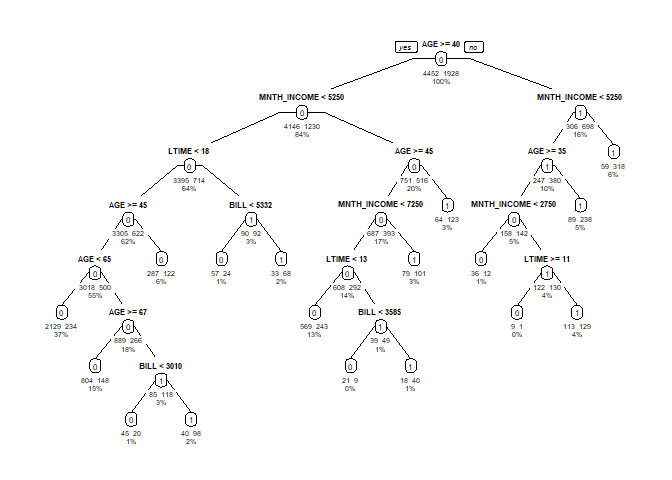 yes AGE >= 40 no
0
4452 1928
100%
MNTH_INCOME < 5250 MNTH_INCOME < 5250
0 1
4146 1230 306 698
84% 16%
LTIME < 18 AGE >= 45 AGE >= 35 1
0 0 1 59 318
3395 714 751 516 247 380 6%
64% 20% 10%
AGE >= 45 BILL < 5332 MNTH_INCOME < 7250 1 MNTH_INCOME < 2750 1
0 1 0 64 123 0 89 238
3305 622 90 92 687 393 3% 158 142 5%
62% 3% 17% 5%
AGE < 65 0 0 1 LTIME < 13 1 0 LTIME >= 11
0 287 122 57 24 33 68 0 79 101 36 12 1
3018 500 6% 1% 2% 608 292 3% 1% 122 130
55% 14% 4%
0 AGE >= 67 0 BILL < 3585 0 1
2129 234 0 569 243 1 9 1 113 129
37% 889 266 13% 39 49 0% 4%
18% 1%
0 BILL < 3010 0 1
804 148 1 21 9 18 40
15% 85 118 0% 1%
3%
0 1
45 20 40 98
1% 2%